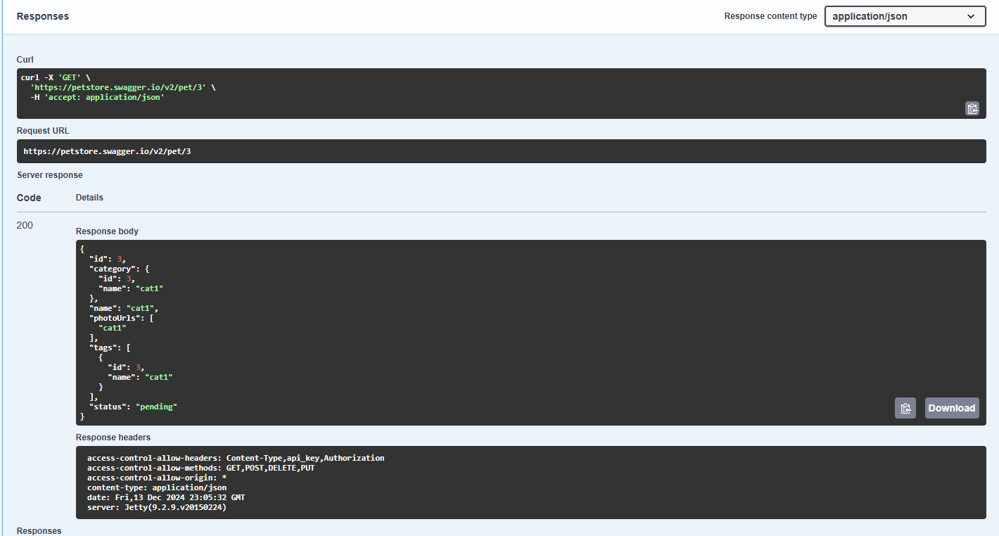 Responses
Response content type application/json
Curl
curl -X 'GET' \
  'https://petstore.swagger.io/v2/pet/3' \
  -H 'accept: application/json'
Request URL
https://petstore.swagger.io/v2/pet/3
Server response
Code Details
200
Response body
{
  "id": 3,
  "category": {
    "id": 3,
    "name": "cat1"
  },
  "name": "cat1",
  "photoUrls": [
    "cat1"
  ],
  "tags": [
    {
      "id": 3,
      "name": "cat1"
    }
  ],
  "status": "pending"
}
Download
Response headers
access-control-allow-headers: Content-Type,api_key,Authorization
access-control-allow-methods: GET,POST,DELETE,PUT
access-control-allow-origin: *
content-type: application/json
date: Fri,13 Dec 2024 23:05:32 GMT
server: Jetty(9.2.9.v20150224)
Responses